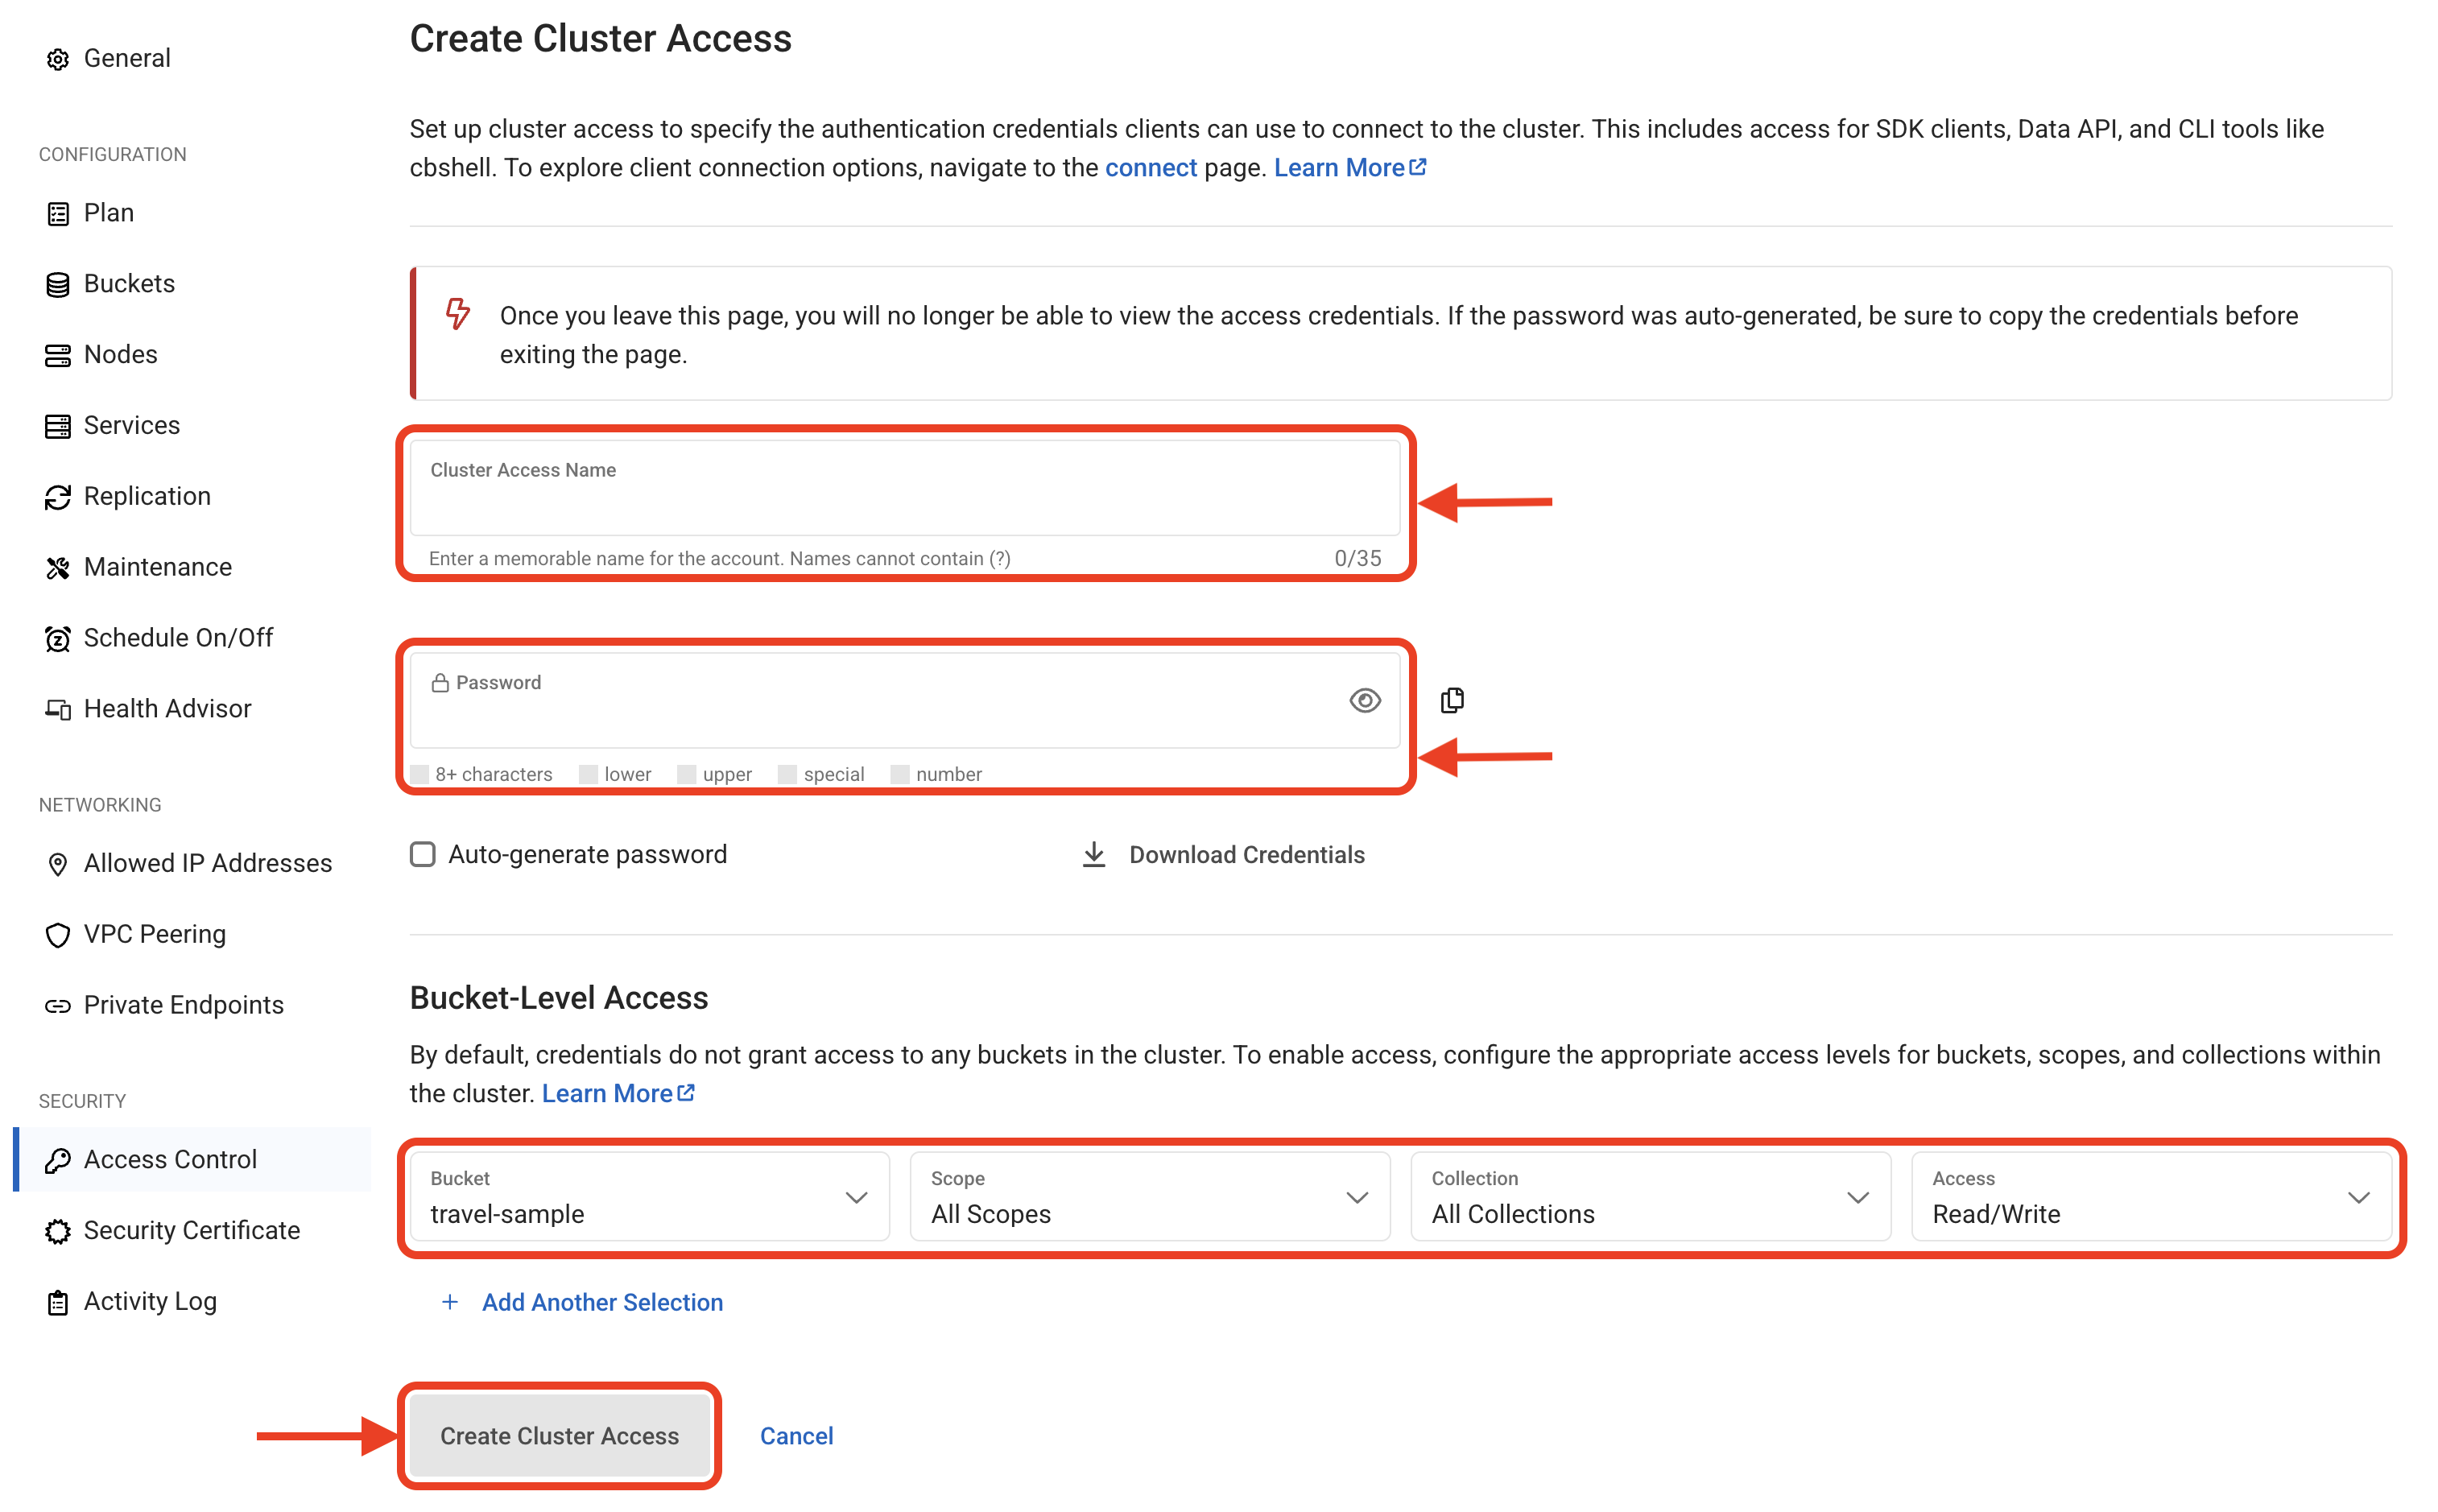 General
CONFIGURATION
Plan
Buckets
Nodes
Services
Replication
Maintenance
Schedule On/Off
Health Advisor
NETWORKING
Allowed IP Addresses
VPC Peering
Private Endpoints
SECURITY
Access Control
Security Certificate
Activity Log
Create Cluster Access
Set up cluster access to specify the authentication credentials clients can use to connect to the cluster. This includes access for SDK clients, Data API, and CLI tools like
cbshell. To explore client connection options, navigate to the connect page. Learn More
Once you leave this page, you will no longer be able to view the access credentials. If the password was auto-generated, be sure to copy the credentials before
exiting the page.
Cluster Access Name
Enter a memorable name for the account. Names cannot contain (?) 0/35
Password
8+ characters lower upper special number
Auto-generate password Download Credentials
Bucket-Level Access
By default, credentials do not grant access to any buckets in the cluster. To enable access, configure the appropriate access levels for buckets, scopes, and collections within
the cluster. Learn More
Bucket Scope Collection Access
travel-sample All Scopes All Collections Read/Write
+ Add Another Selection
Create Cluster Access Cancel